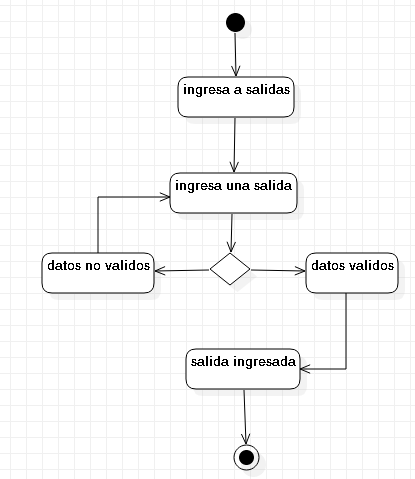 ingresa a salidas
ingresa una salida
datos no validos
datos validos
salida ingresada